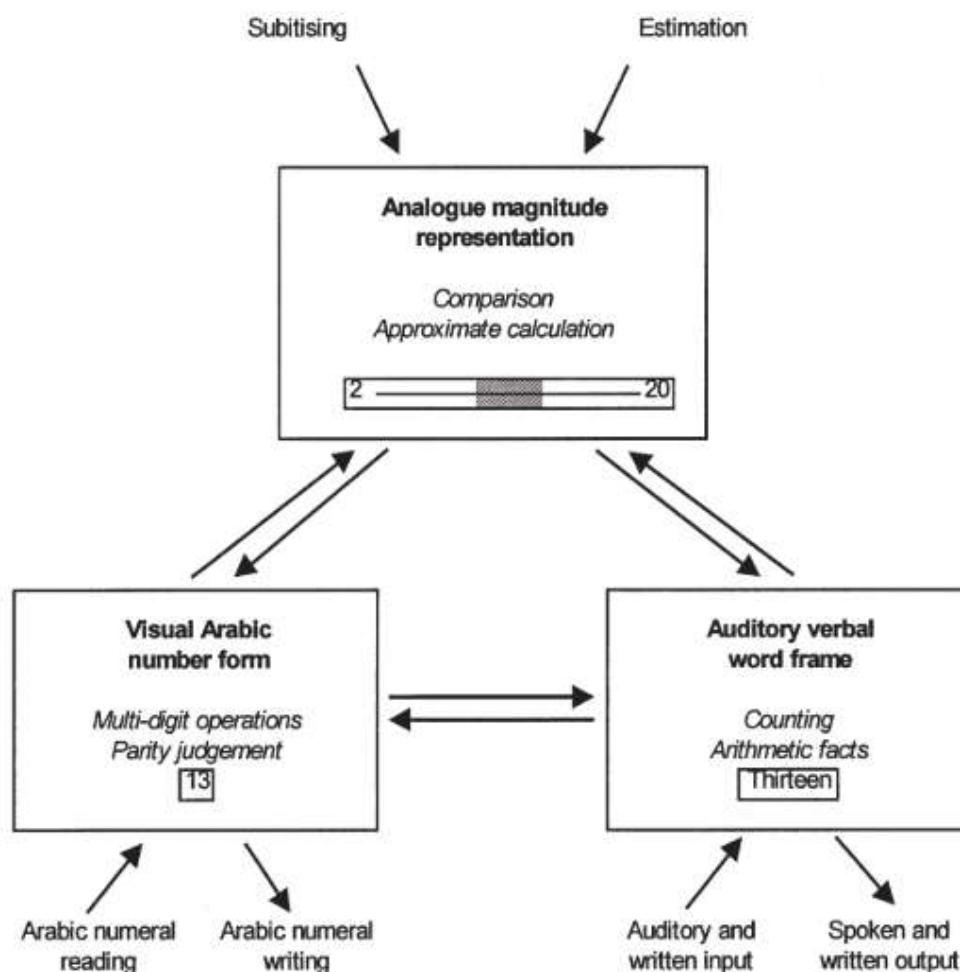 Subitising
Estimation
Analogue magnitude
representation
Comparison
Approximate calculation
2
20
Visual Arabic
number form
Multi-digit operations
Parity judgement
13
Auditory verbal
word frame
Counting
Arithmetic facts
Thirteen
Arabic numeral
reading
Arabic numeral
writing
Auditory and
written input
Spoken and
written output